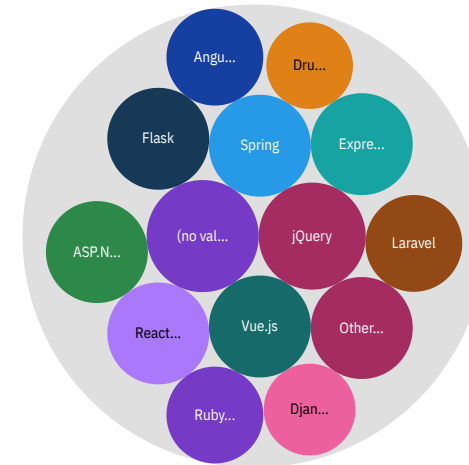 Angu...
Dru...
Flask
Spring
Expre...
(no val...
jQuery
Laravel
ASP.N...
React...
Vue.js
Other...
Ruby...
Djan...